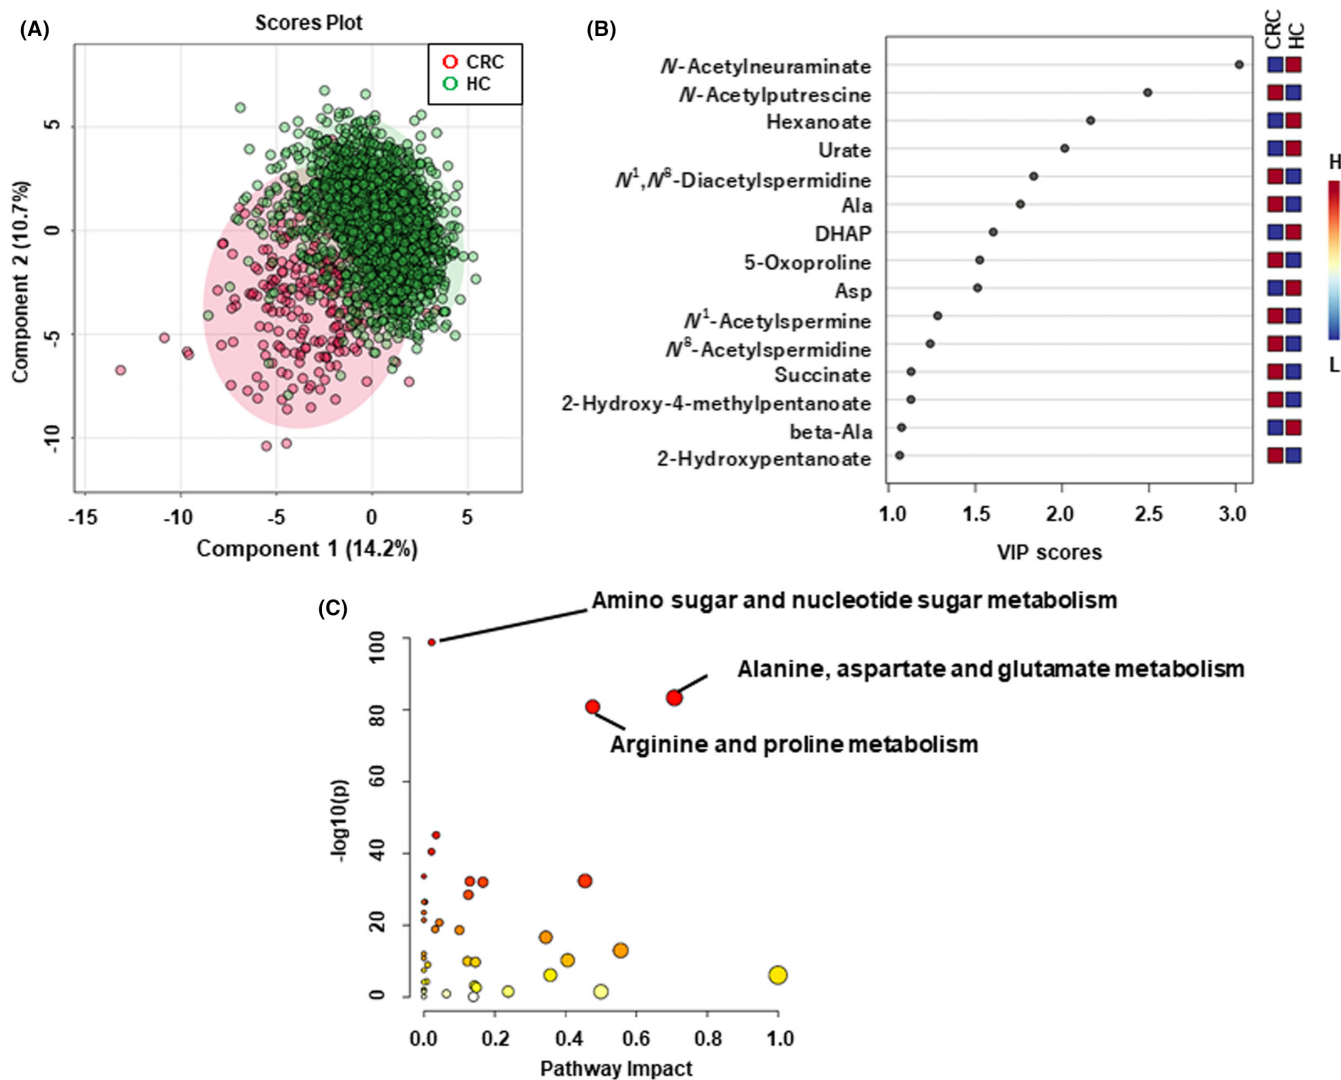 (A)
Scores Plot
CRC
HC
5
0
-5
-10
Component 2 (10.7%)
-15 -10 -5 0 5
Component 1 (14.2%)
(B)
CRC HC
N-Acetylneuraminate
N-Acetylputrescine
Hexanoate
Urate
N¹,N⁸-Diacetylspermidine
Ala
DHAP
5-Oxoproline
Asp
N¹-Acetylspermine
N⁸-Acetylspermidine
Succinate
2-Hydroxy-4-methylpentanoate
beta-Ala
2-Hydroxypentanoate
1.0 1.5 2.0 2.5 3.0
VIP scores
H
L
(C)
Amino sugar and nucleotide sugar metabolism
Alanine, aspartate and glutamate metabolism
Arginine and proline metabolism
100
80
60
40
20
0
-log10(p)
0.0 0.2 0.4 0.6 0.8 1.0
Pathway Impact